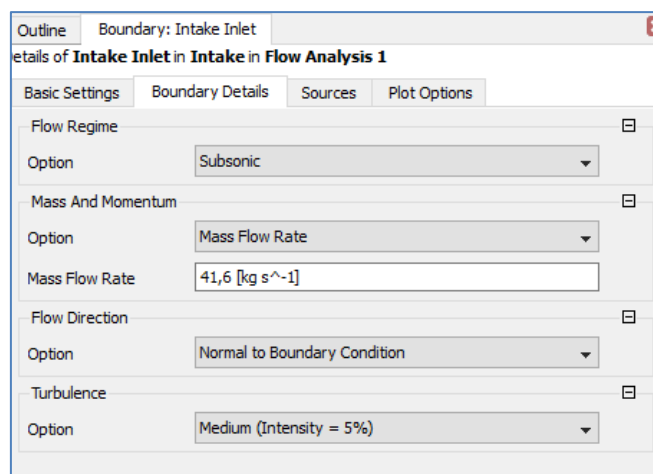 Outline Boundary: Intake Inlet
etails of Intake Inlet in Intake in Flow Analysis 1
Basic Settings Boundary Details Sources Plot Options
Flow Regime
Option Subsonic
Mass And Momentum
Option Mass Flow Rate
Mass Flow Rate 41,6 [kg s^-1]
Flow Direction
Option Normal to Boundary Condition
Turbulence
Option Medium (Intensity = 5%)